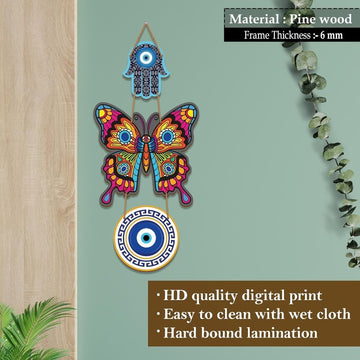 Material : Pine wood
Frame Thickness :- 6 mm
• HD quality digital print
• Easy to clean with wet cloth
• Hard bound lamination